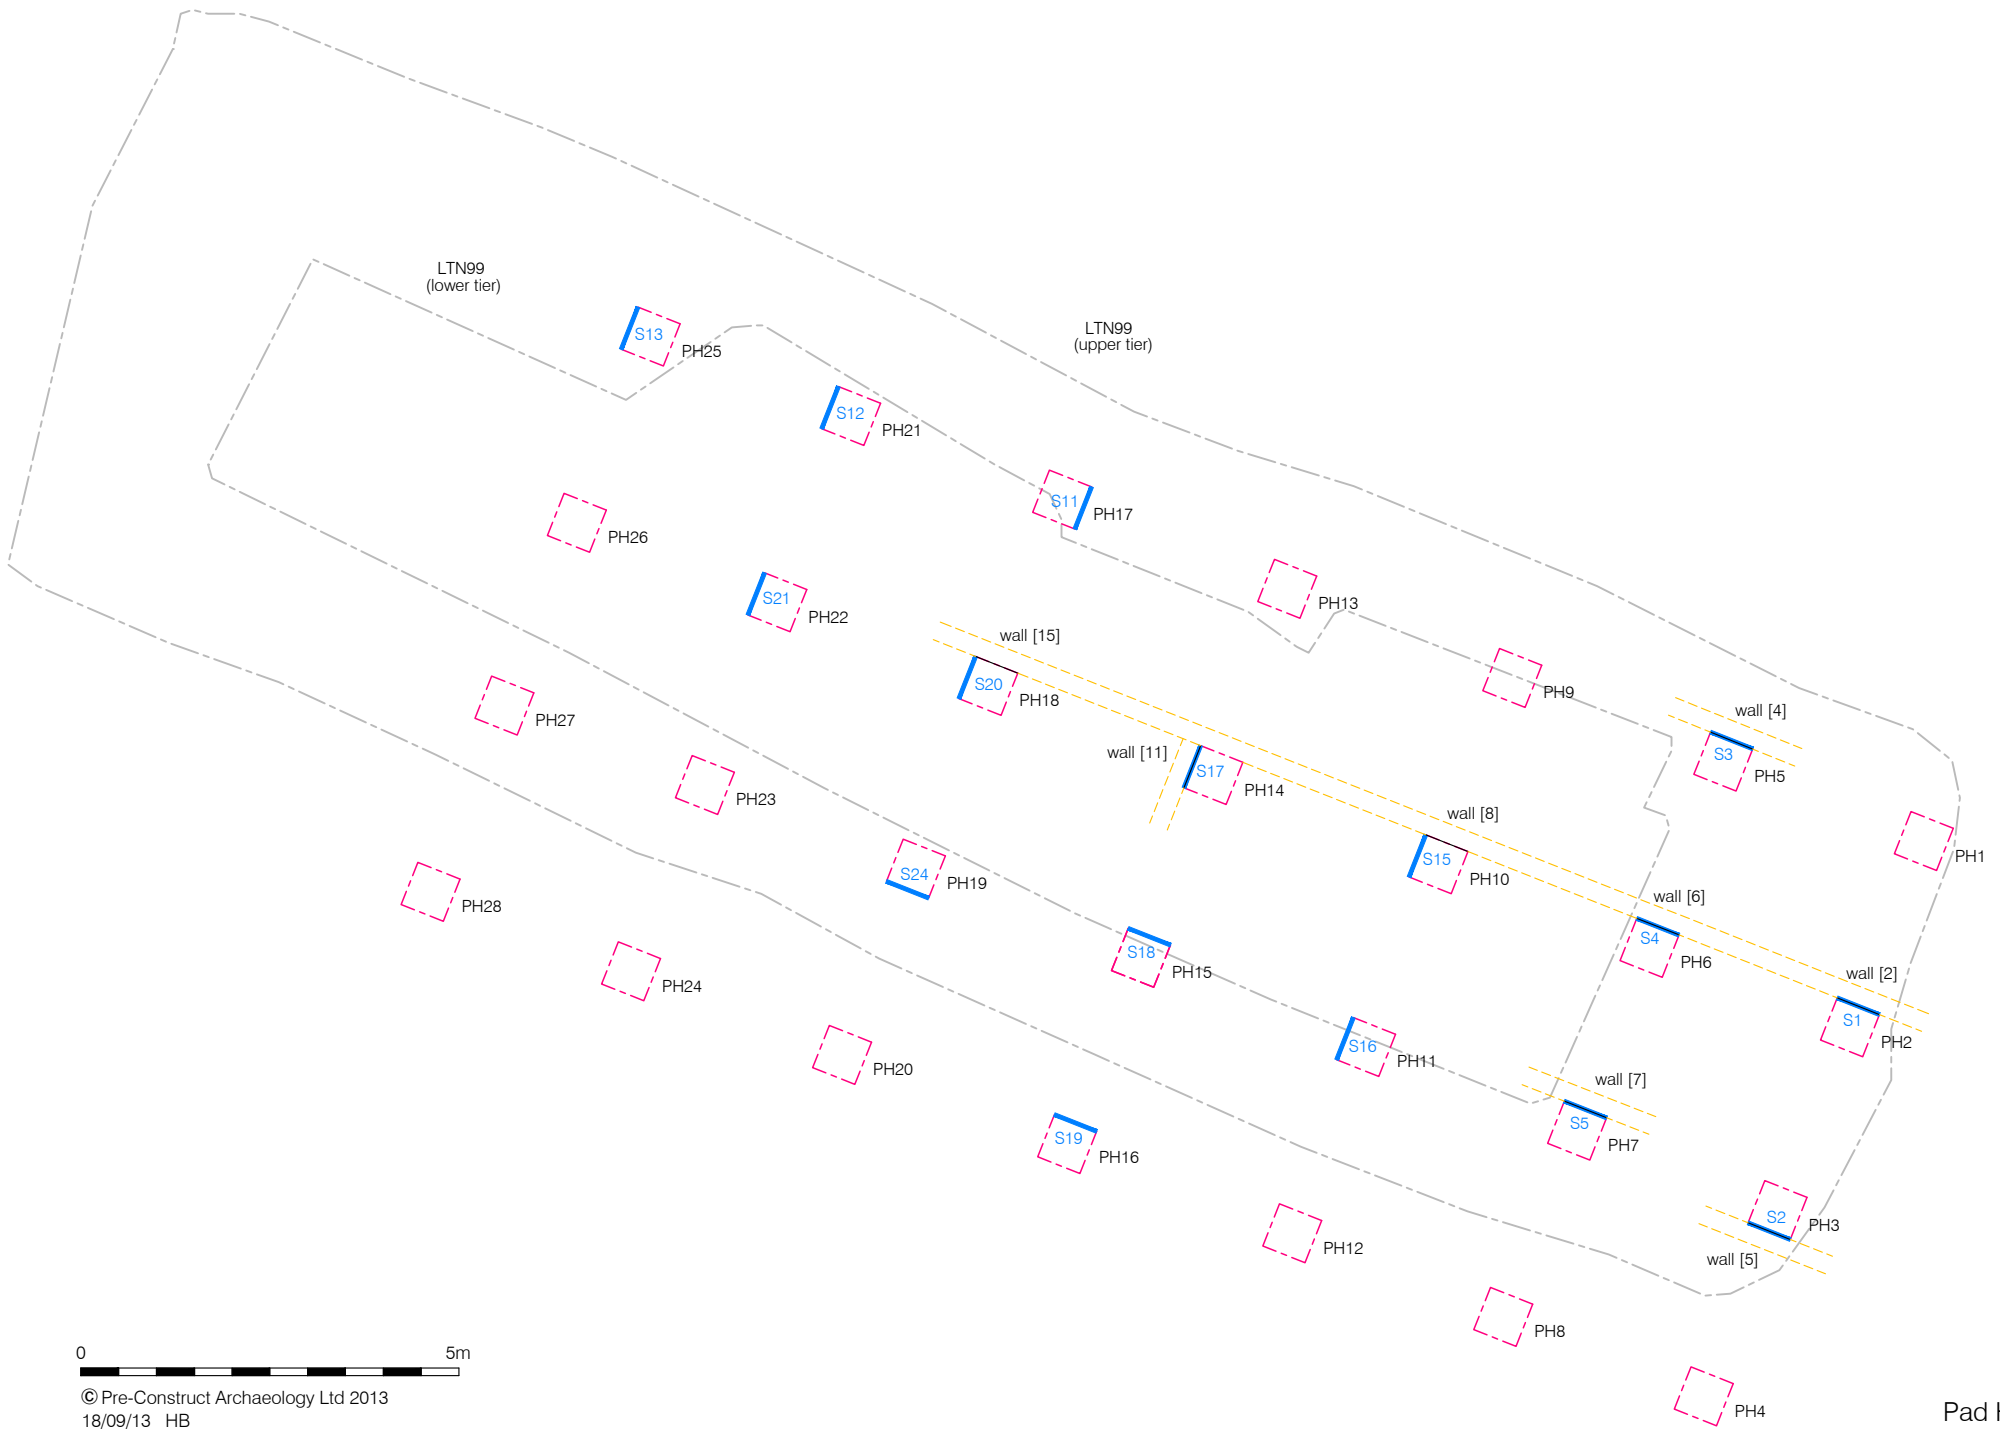 LTN99
(lower tier)
S13
PH25
LTN99
(upper tier)
S12
PH21
S11
PH17
PH26
S21
PH22
PH13
wall [15]
S20
PH18
PH9
wall [4]
S3
PH5
PH27
wall [11]
S17
PH14
PH23
wall [8]
S15
PH10
PH1
S24
PH19
PH28
wall [6]
S4
PH6
S18
PH15
wall [2]
S1
PH2
PH24
S16
PH11
PH20
wall [7]
S5
PH7
S19
PH16
S2
PH3
wall [5]
PH12
PH8
0 5m
© Pre-Construct Archaeology Ltd 2013
18/09/13 HB
PH4
Pad